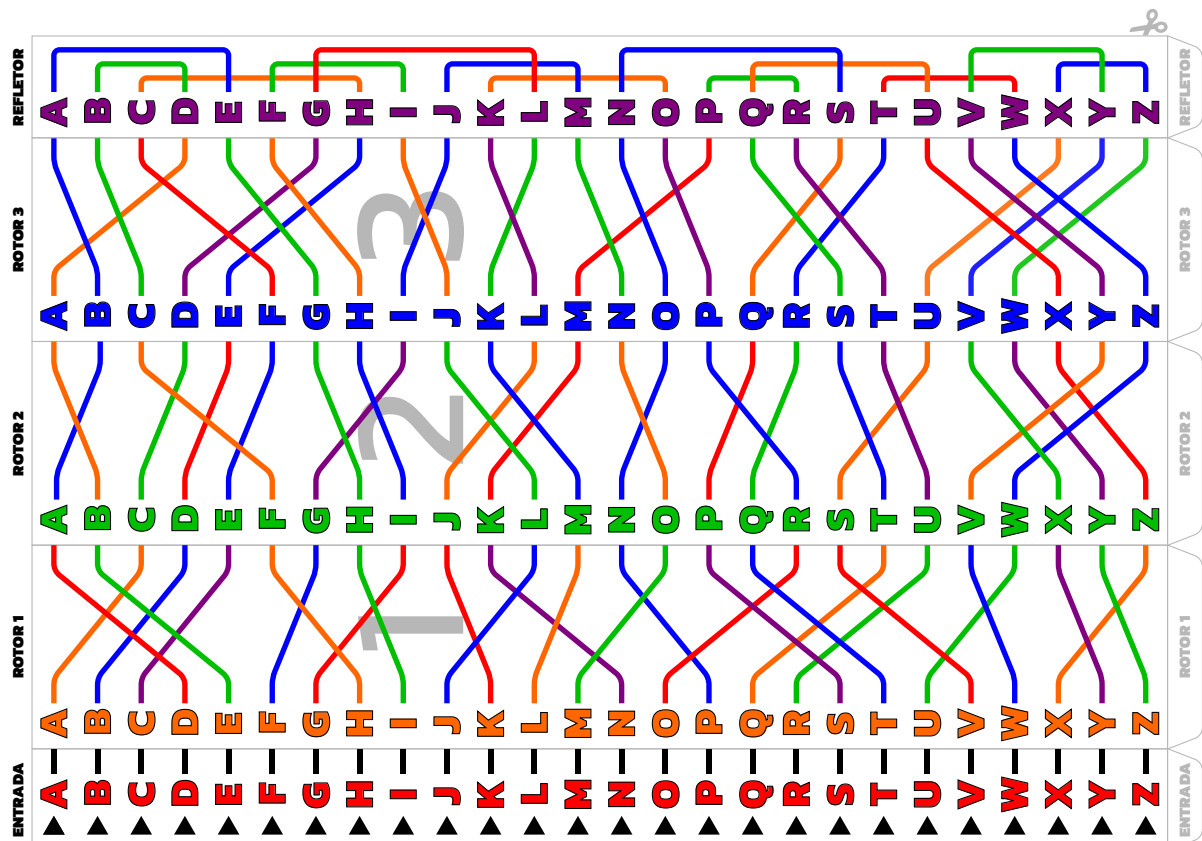 REFLETOR
A B C D E F G H I J K L M N O P Q R S T U V W X Y Z
REFLETOR
ROTOR 3
3
A B C D E F G H I J K L M N O P Q R S T U V W X Y Z
ROTOR 3
ROTOR 2
2
A B C D E F G H I J K L M N O P Q R S T U V W X Y Z
ROTOR 2
ROTOR 1
1
A B C D E F G H I J K L M N O P Q R S T U V W X Y Z
ROTOR 1
ENTRADA
A B C D E F G H I J K L M N O P Q R S T U V W X Y Z
ENTRADA